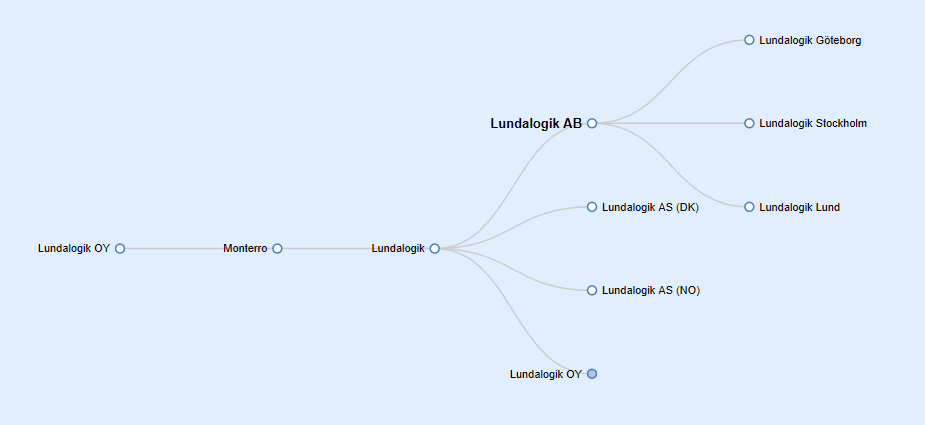 Lundalogik OY
Monterro
Lundalogik
Lundalogik AB
Lundalogik Göteborg
Lundalogik Stockholm
Lundalogik Lund
Lundalogik AS (DK)
Lundalogik AS (NO)
Lundalogik OY